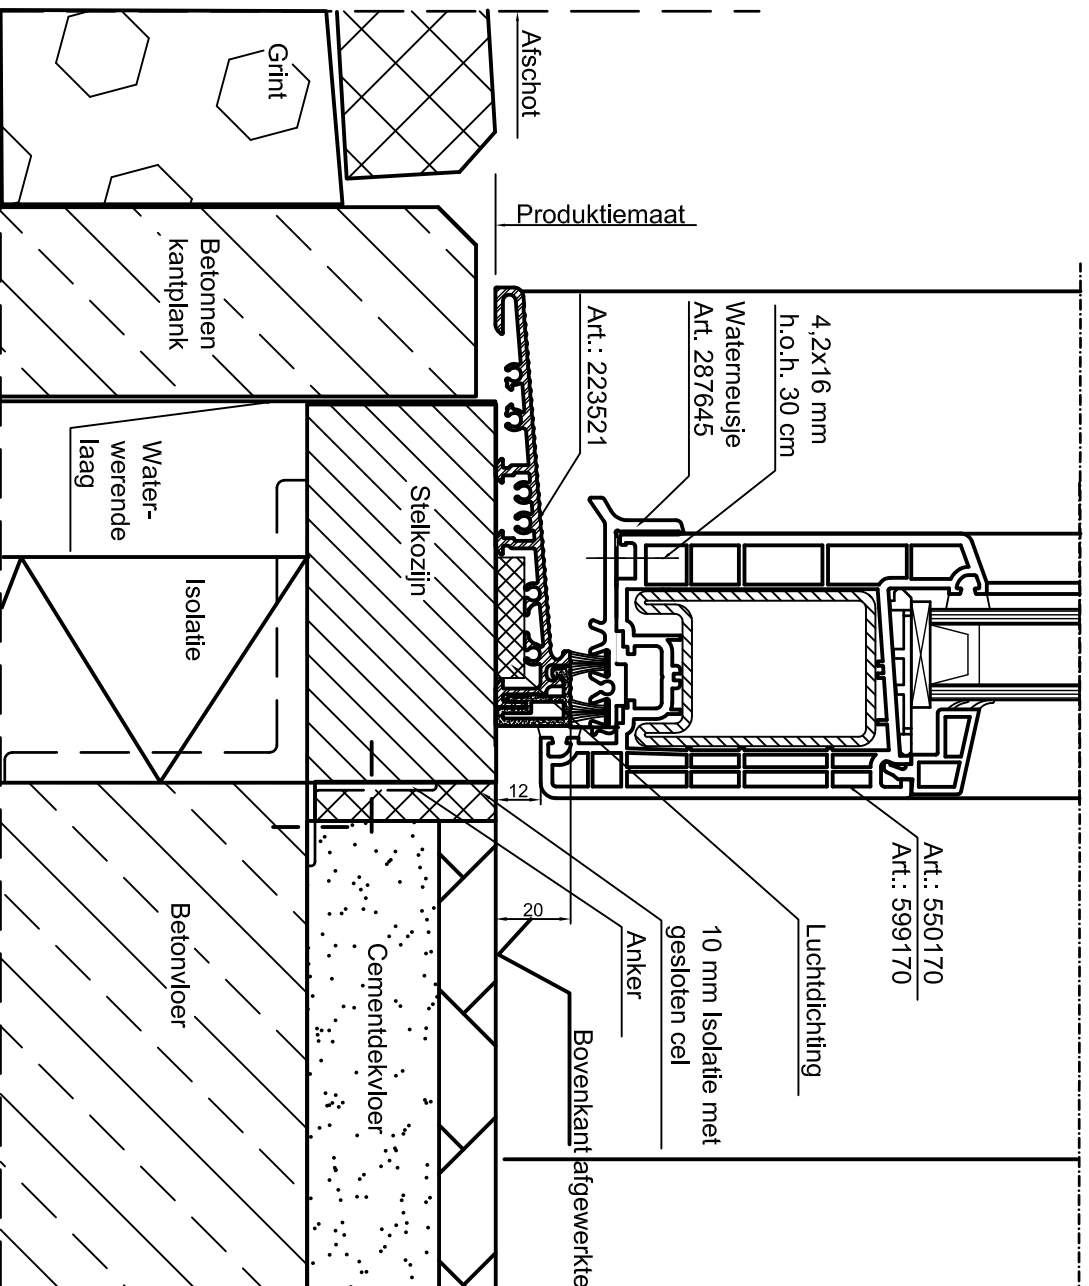 Afschot
Grint
Produktiemaat
Betonnen
kantplank
4,2x16 mm
h.o.h. 30 cm
Waterneusje
Art. 287645
Art.: 223521
Water-
werende
laag
Stelkozijn
Isolatie
12
20
Art.: 550170
Art.: 599170
Luchtdichting
10 mm Isolatie met
gesloten cel
Anker
Bovenkant afgewerkte
Cementdekvloer
Betonvloer